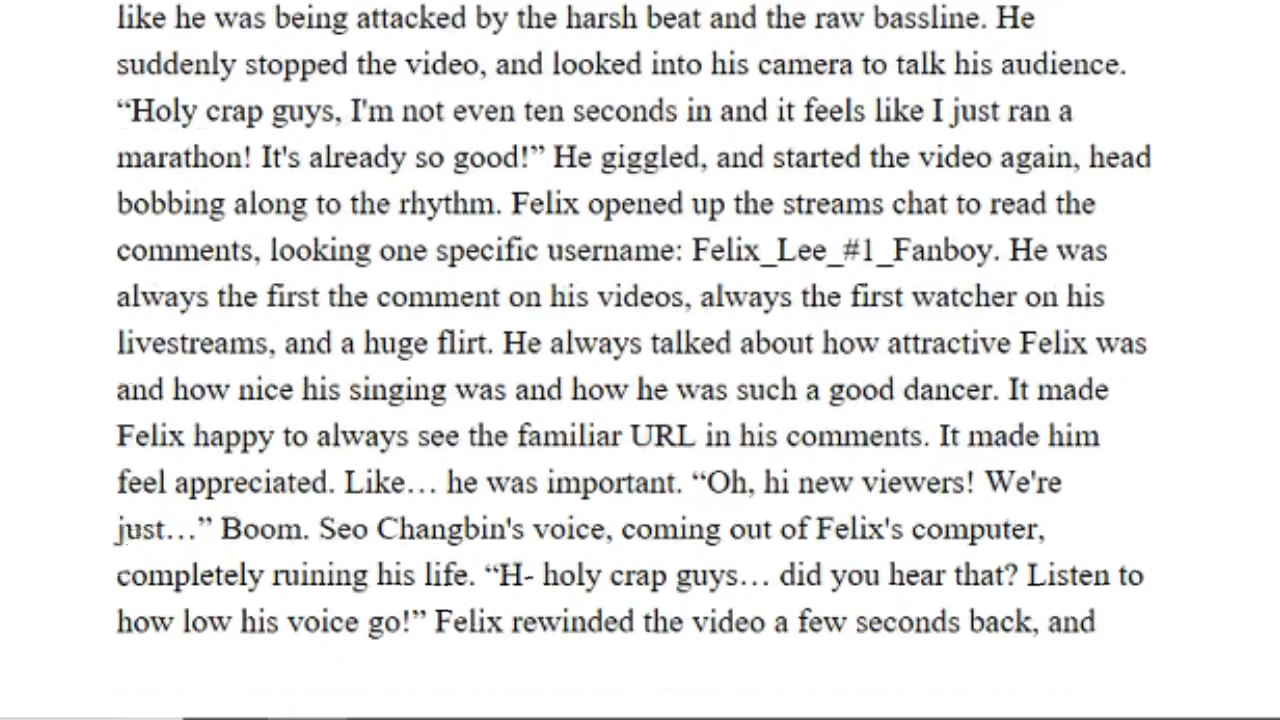 like he was being attacked by the harsh beat and the raw bassline. He
suddenly stopped the video, and looked into his camera to talk his audience.
“Holy crap guys, I'm not even ten seconds in and it feels like I just ran a
marathon! It's already so good!” He giggled, and started the video again, head
bobbing along to the rhythm. Felix opened up the streams chat to read the
comments, looking one specific username: Felix_Lee_#1_Fanboy. He was
always the first the comment on his videos, always the first watcher on his
livestreams, and a huge flirt. He always talked about how attractive Felix was
and how nice his singing was and how he was such a good dancer. It made
Felix happy to always see the familiar URL in his comments. It made him
feel appreciated. Like… he was important. “Oh, hi new viewers! We're
just…” Boom. Seo Changbin's voice, coming out of Felix's computer,
completely ruining his life. “H- holy crap guys… did you hear that? Listen to
how low his voice go!” Felix rewinded the video a few seconds back, and